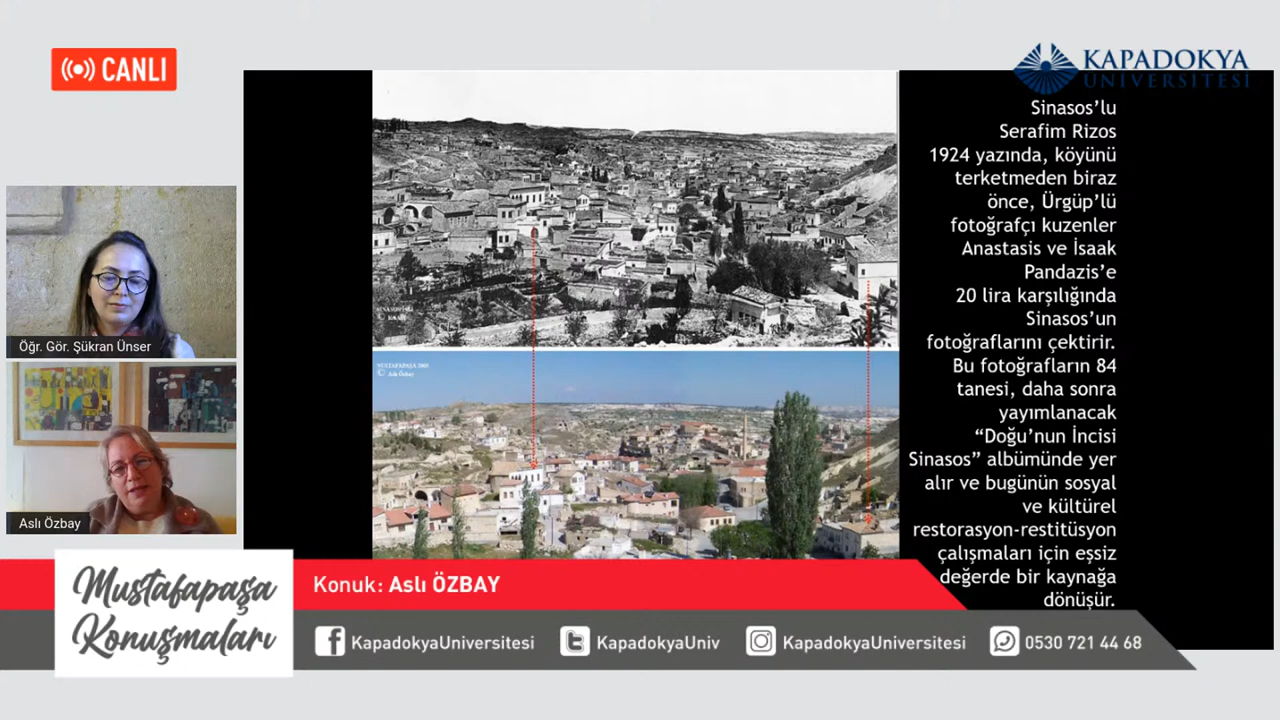 CANLI
KAPADOKYA
ÜNİVERSİTESİ
Sinasos’lu
Serafim Rizos
1924 yazında, köyünü
terketmeden biraz
önce, Ürgüp’lü
fotoğrafçı kuzenler
Anastasis ve İsaak
Pandazis’e
20 lira karşılığında
Sinasos’un
fotoğraflarını çektirir.
Bu fotoğrafların 84
tanesi, daha sonra
yayımlanacak
“Doğu’nun İncisi
Sinasos” albümünde yer
alır ve bugünün sosyal
ve kültürel
restorasyon-restitüsyon
çalışmaları için eşsiz
değerde bir kaynağa
dönüşür.
Öğr. Gör. Şükran Ünser
Aslı Özbay
MUSTAFAPAŞA
© Aslı Özbay
Mustafapaşa
Konuşmaları
Konuk: Aslı ÖZBAY
KapadokyaUniversitesi
KapadokyaUniv
KapadokyaUniversitesi
0530 721 44 68